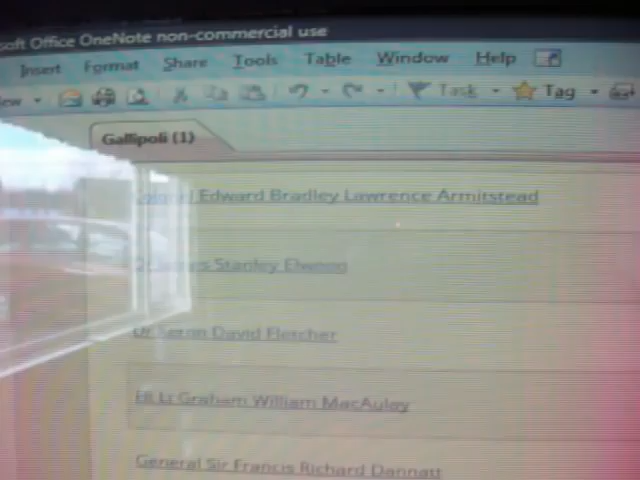 soft Office OneNote non-commercial use
Insert Format Share Tools Table Window Help
Task Tag
Gallipoli (1)
Edward Bradley Lawrence Armitstead
Stanley
David
Graham William MacAulay
General Sir Francis Richard Dannatt